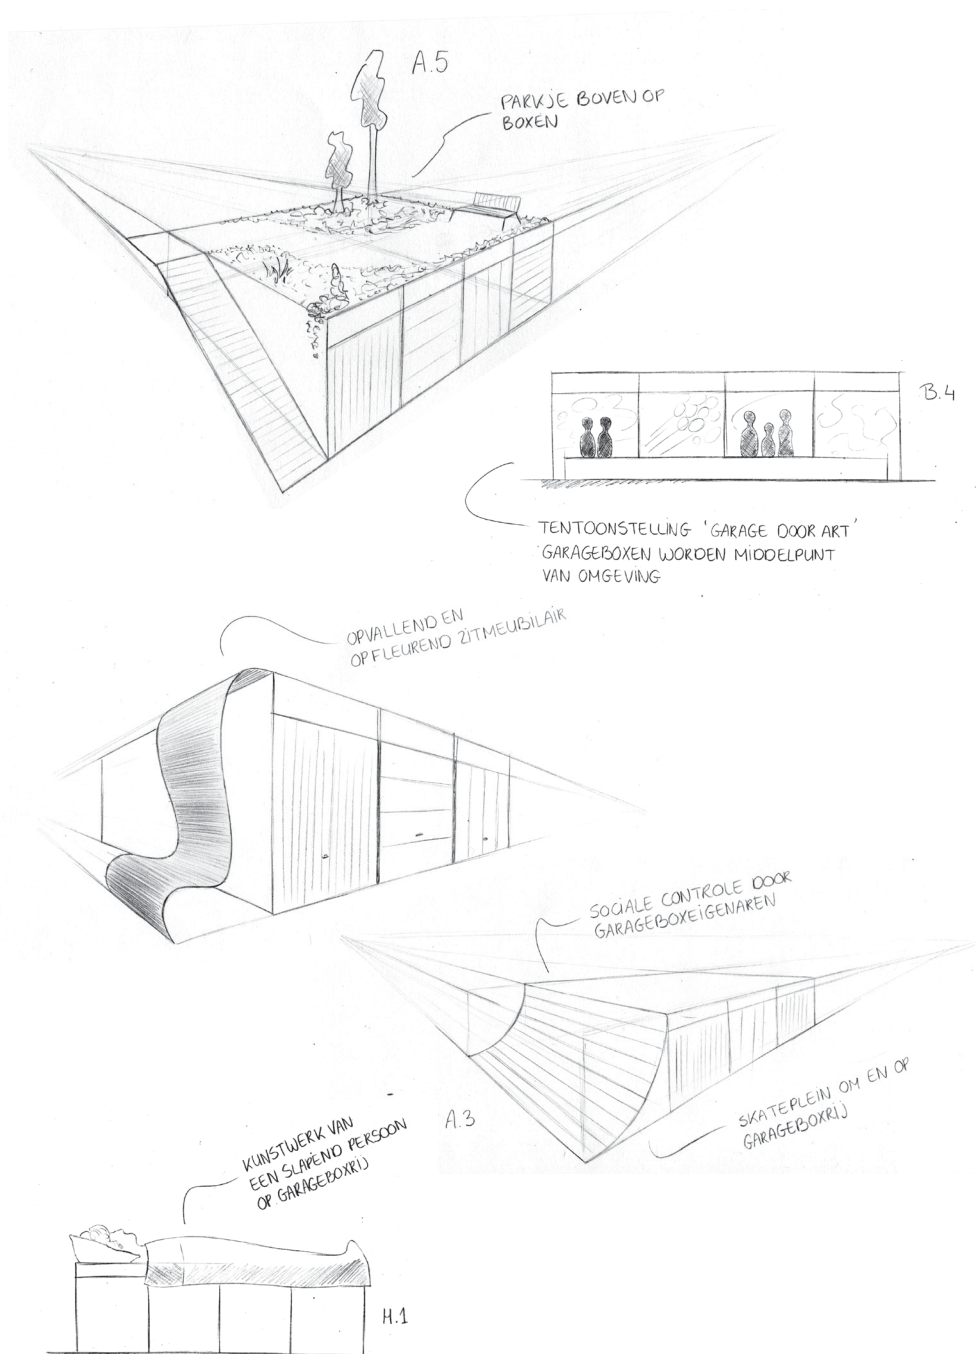 A.5
PARKJE BOVEN OP
BOXEN
B.4
TENTOONSTELLING 'GARAGE DOOR ART'
GARAGEBOXEN WORDEN MIDDELPUNT
VAN OMGEVING
OPVALLEND EN
OPFLEUREND ZITMEUBILAIR
SOCIALE CONTROLE DOOR
GARAGEBOXEIGENAREN
A.3
SKATEPLEIN OM EN OP
GARAGEBOXRIJ
KUNSTWERK VAN
EEN SLAPEND PERSOON
OP GARAGEBOXRIJ
H.1